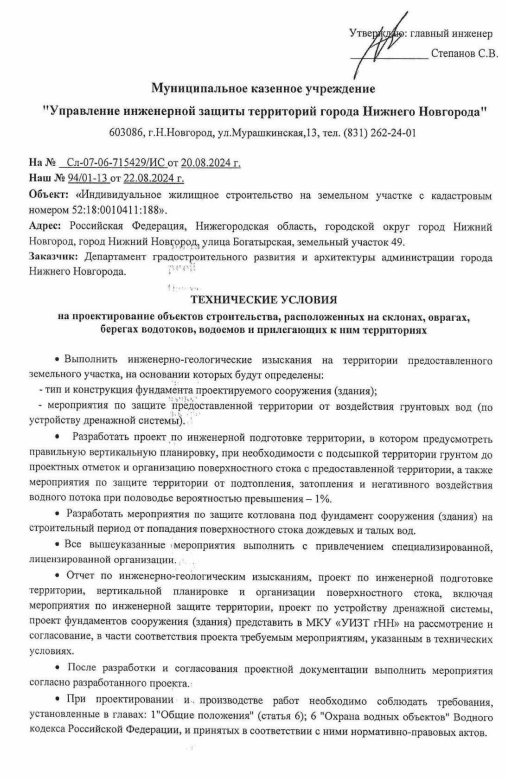 Утверждаю: главный инженер
Степанов С.В.
Муниципальное казенное учреждение
"Управление инженерной защиты территорий города Нижнего Новгорода"
603086, г.Н.Новгород, ул.Мурашкинская,13, тел. (831) 262-24-01
На № Сл-07-06-715429/ИС от 20.08.2024 г.
Наш № 94/01-13 от 22.08.2024 г.
Объект: «Индивидуальное жилищное строительство на земельном участке с кадастровым
номером 52:18:0010411:188».
Адрес: Российская Федерация, Нижегородская область, городской округ город Нижний
Новгород, город Нижний Новгород, улица Богатырская, земельный участок 49.
Заказчик: Департамент градостроительного развития и архитектуры администрации города
Нижнего Новгорода.
ТЕХНИЧЕСКИЕ УСЛОВИЯ
на проектирование объектов строительства, расположенных на склонах, оврагах,
берегах водотоков, водоемов и прилегающих к ним территориях
• Выполнить инженерно-геологические изыскания на территории предоставленного
земельного участка, на основании которых будут определены:
- тип и конструкция фундамента проектируемого сооружения (здания);
- мероприятия по защите предоставленной территории от воздействия грунтовых вод (по
устройству дренажной системы).
• Разработать проект по инженерной подготовке территории, в котором предусмотреть
правильную вертикальную планировку, при необходимости с подсыпкой территории грунтом до
проектных отметок и организацию поверхностного стока с предоставленной территории, а также
мероприятия по защите территории от подтопления, затопления и негативного воздействия
водного потока при половодье вероятностью превышения – 1%.
• Разработать мероприятия по защите котлована под фундамент сооружения (здания) на
строительный период от попадания поверхностного стока дождевых и талых вод.
• Все вышеуказанные мероприятия выполнить с привлечением специализированной,
лицензированной организации.
• Отчет по инженерно-геологическим изысканиям, проект по инженерной подготовке
территории, вертикальной планировке и организации поверхностного стока, включая
мероприятия по инженерной защите территории, проект по устройству дренажной системы,
проект фундаментов сооружения (здания) представить в МКУ «УИЗТ гНН» на рассмотрение и
согласование, в части соответствия проекта требуемым мероприятиям, указанным в технических
условиях.
• После разработки и согласования проектной документации выполнить мероприятия
согласно разработанного проекта.
• При проектировании и производстве работ необходимо соблюдать требования,
установленные в главах: 1"Общие положения" (статья 6); 6 "Охрана водных объектов" Водного
кодекса Российской Федерации, и принятых в соответствии с ними нормативно-правовых актов.